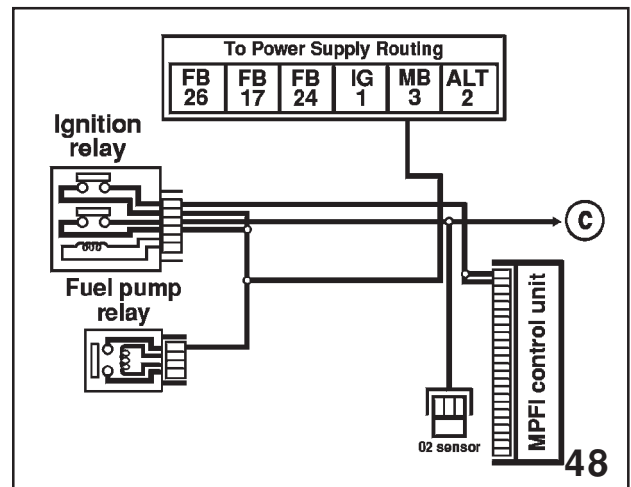 To Power Supply Routing
FB 26 FB 17 FB 24 IG 1 MB 3 ALT 2
Ignition
relay
C
Fuel pump
relay
MPFI control unit
02 sensor
48